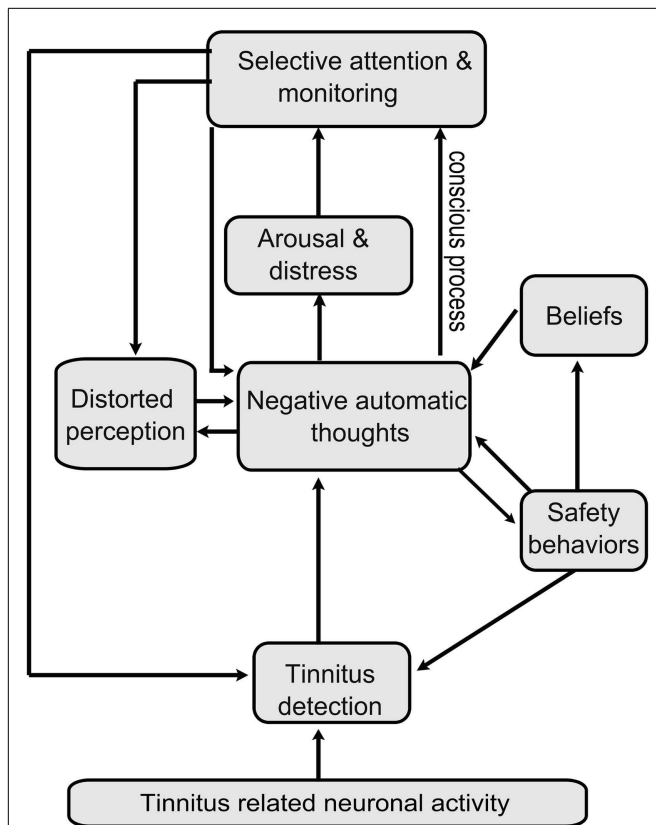 Selective attention &
monitoring
conscious process
Arousal &
distress
Beliefs
Distorted
perception
Negative automatic
thoughts
Safety
behaviors
Tinnitus
detection
Tinnitus related neuronal activity